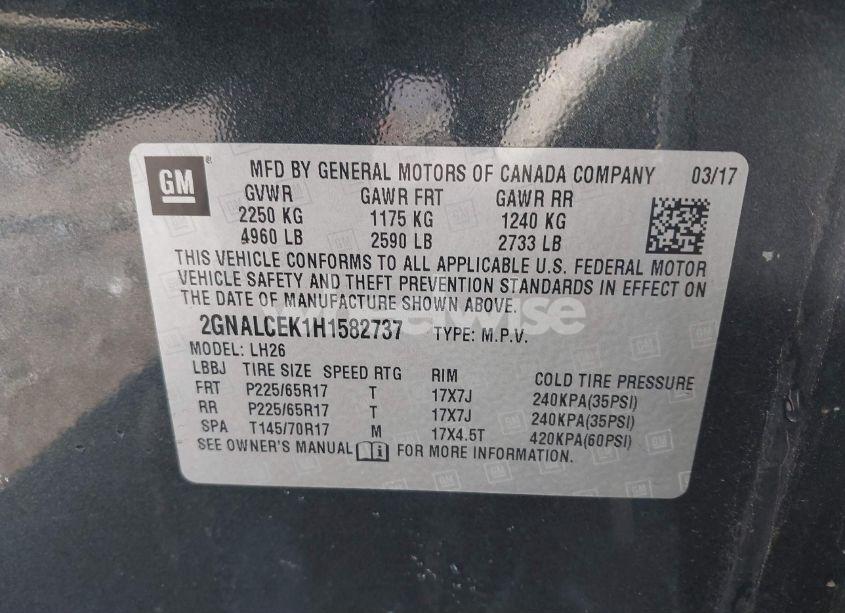 GM
MFD BY GENERAL MOTORS OF CANADA COMPANY 03/17
GVWR GAWR FRT GAWR RR
2250 KG 1175 KG 1240 KG
4960 LB 2590 LB 2733 LB
THIS VEHICLE CONFORMS TO ALL APPLICABLE U.S. FEDERAL MOTOR
VEHICLE SAFETY AND THEFT PREVENTION STANDARDS IN EFFECT ON
THE DATE OF MANUFACTURE SHOWN ABOVE.
wheelwise
2GNALCEK1H1582737 TYPE: M.P.V.
MODEL: LH26
LBBJ TIRE SIZE SPEED RTG RIM COLD TIRE PRESSURE
FRT P225/65R17 T 17X7J 240KPA(35PSI)
RR P225/65R17 T 17X7J 240KPA(35PSI)
SPA T145/70R17 M 17X4.5T 420KPA(60PSI)
SEE OWNER'S MANUAL FOR MORE INFORMATION.